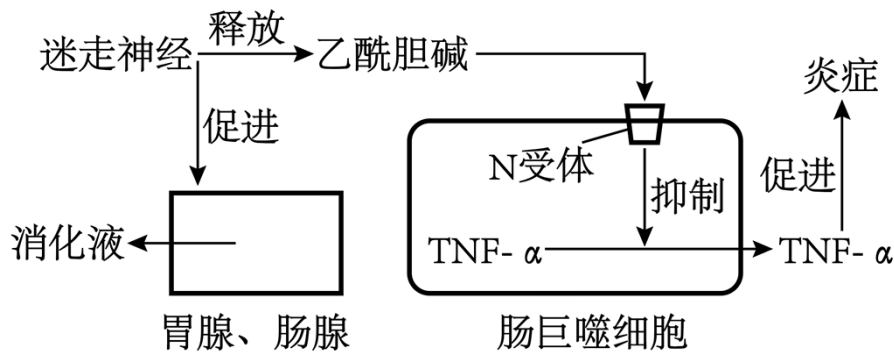 迷走神经
释放
乙酰胆碱
炎症
促进
N受体
抑制
促进
消化液
TNF- α
TNF- α
胃腺、肠腺
肠巨噬细胞